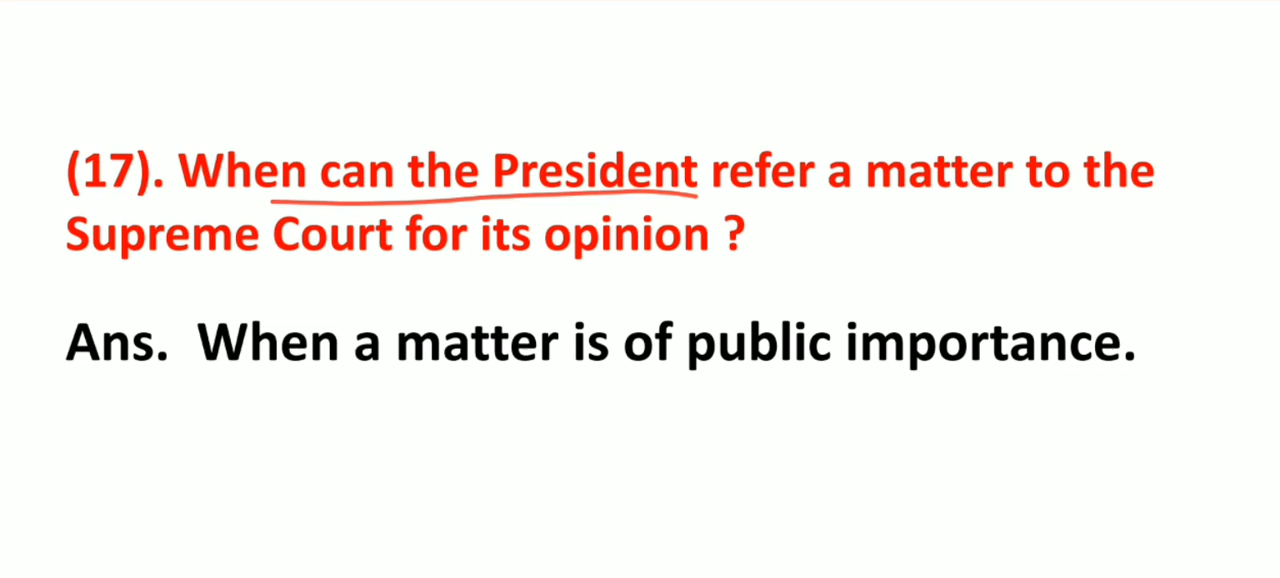 (17). When can the President refer a matter to the
Supreme Court for its opinion ?
Ans. When a matter is of public importance.